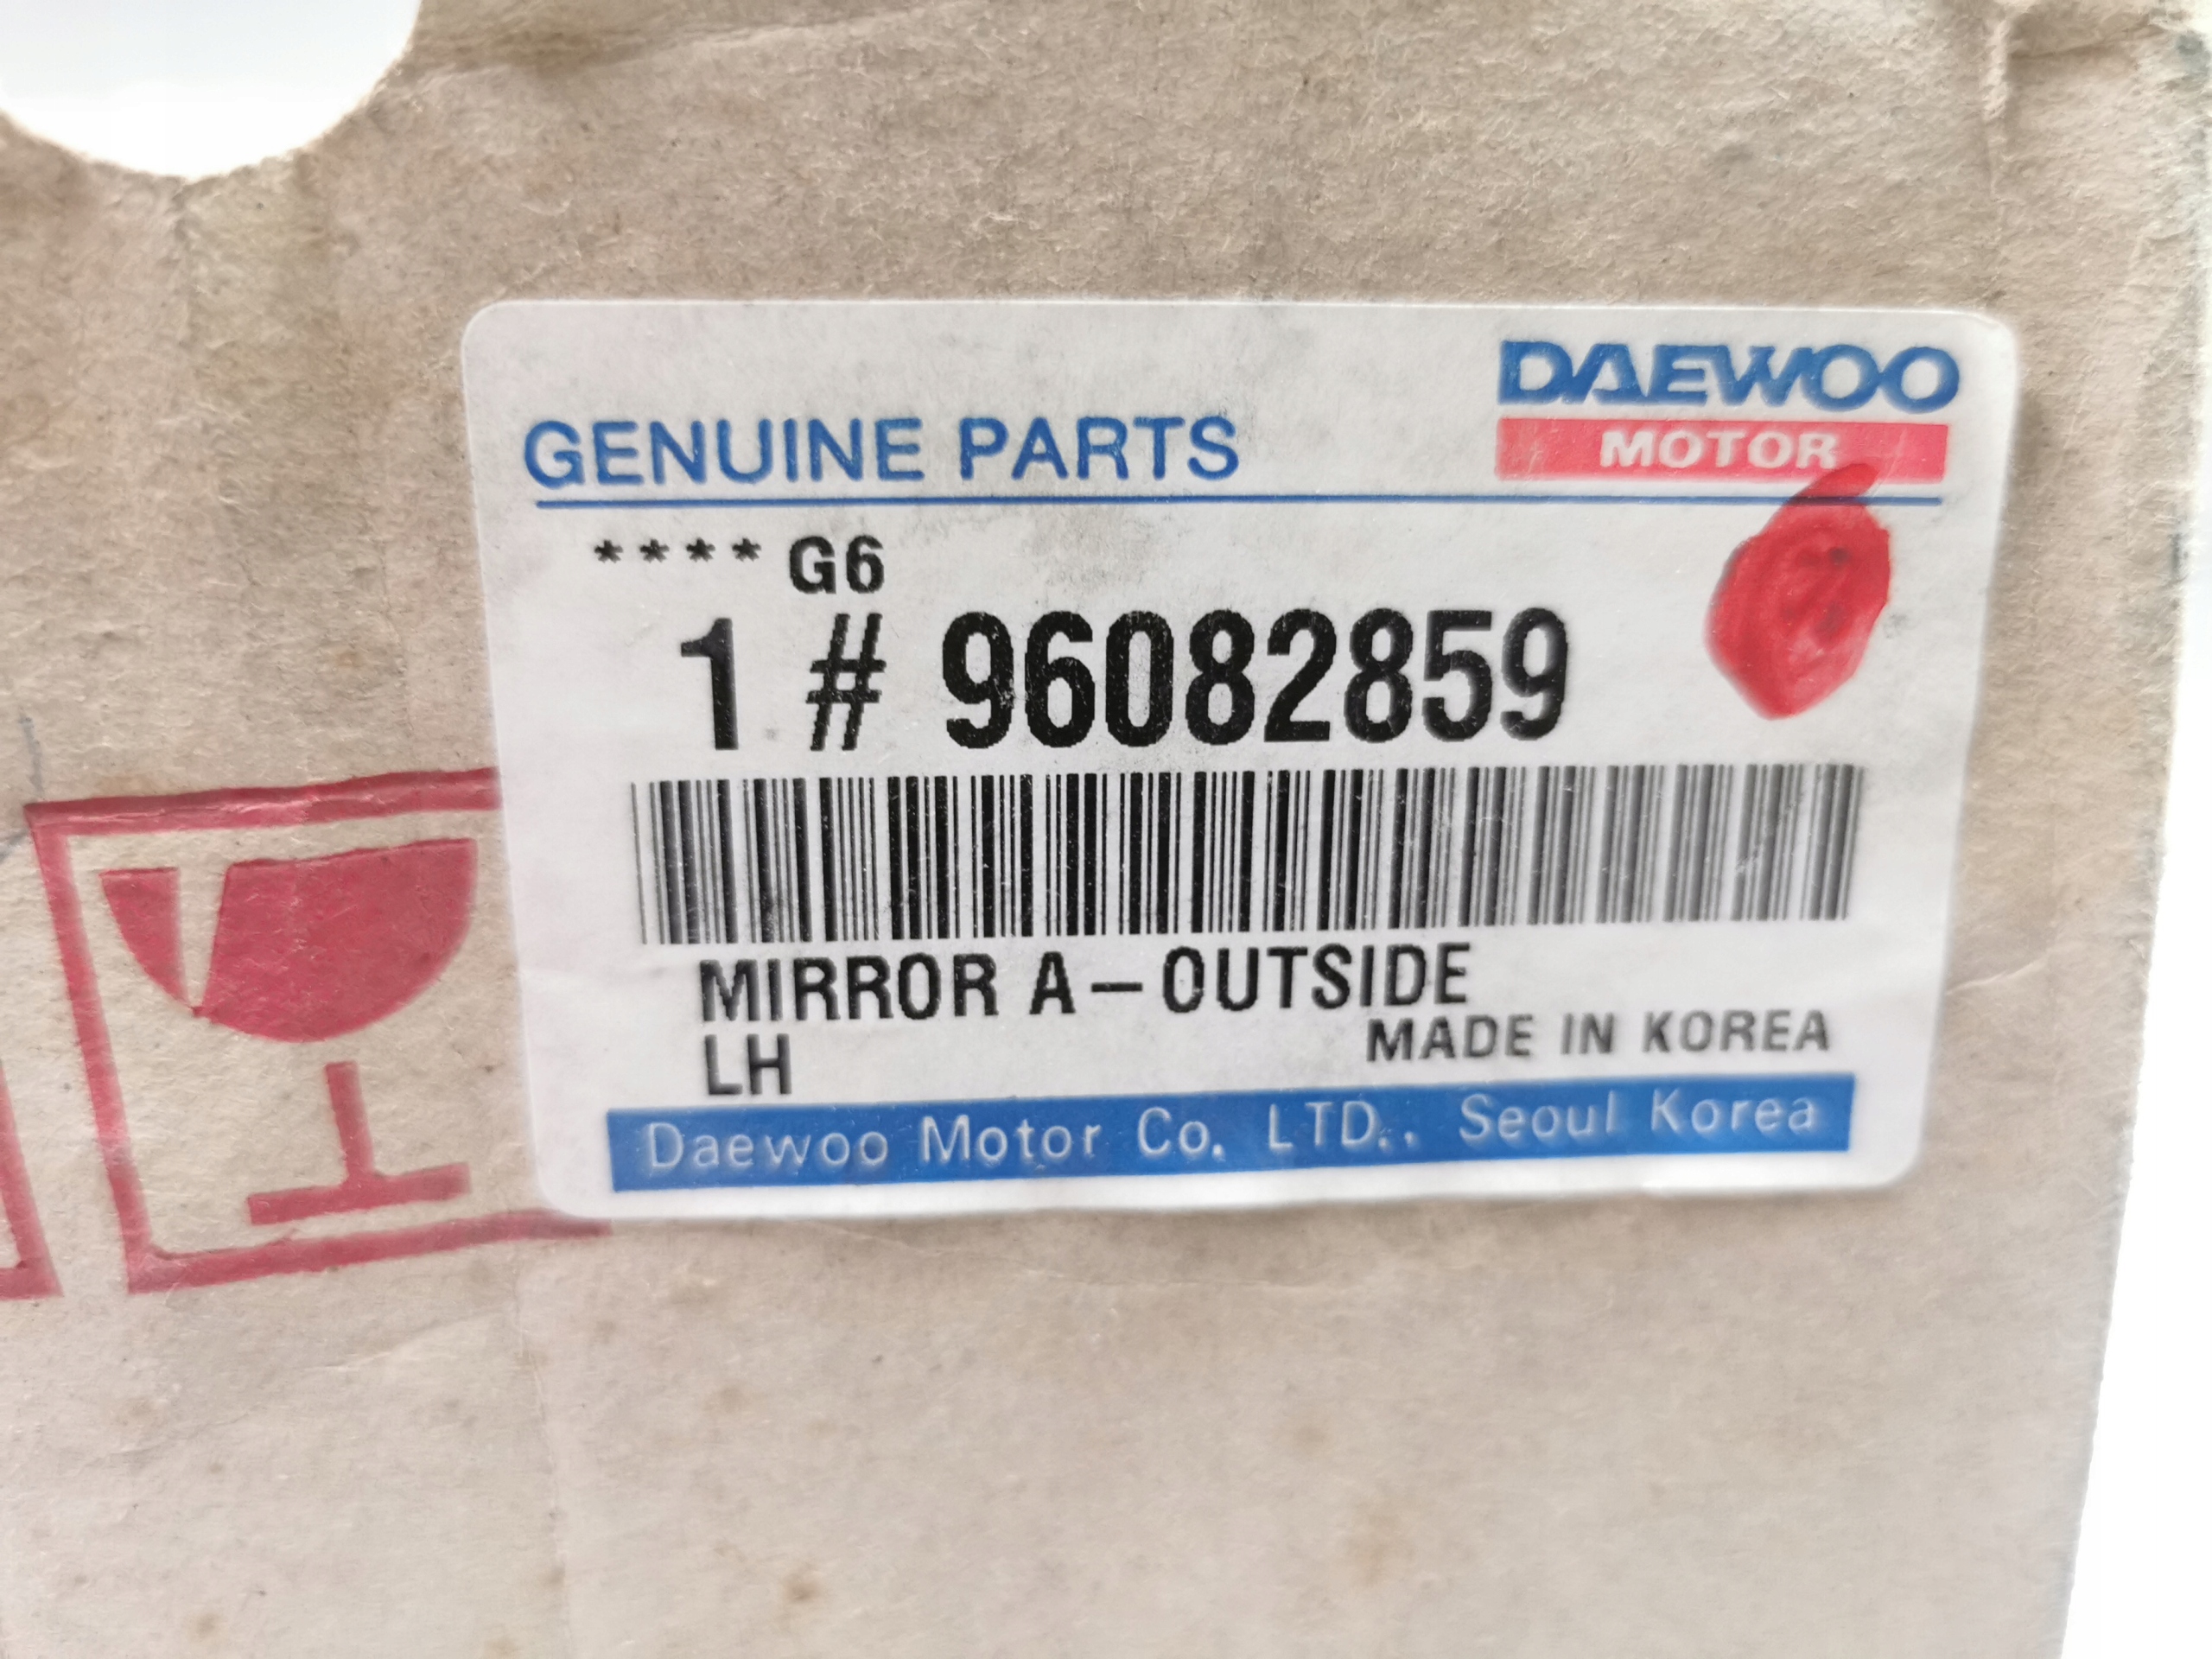 DAEWOO
MOTOR
GENUINE PARTS
**** G6
1 # 96082859
MIRROR A-OUTSIDE
LH
MADE IN KOREA
Daewoo Motor Co. LTD., Seoul Korea